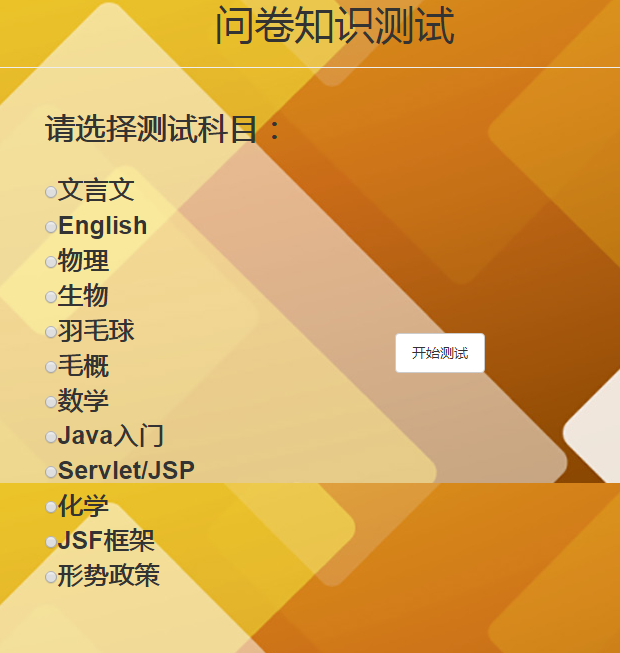 问卷知识测试
请选择测试科目：
文言文
English
物理
生物
羽毛球
开始测试
毛概
数学
Java入门
Servlet/JSP
化学
JSF框架
形势政策